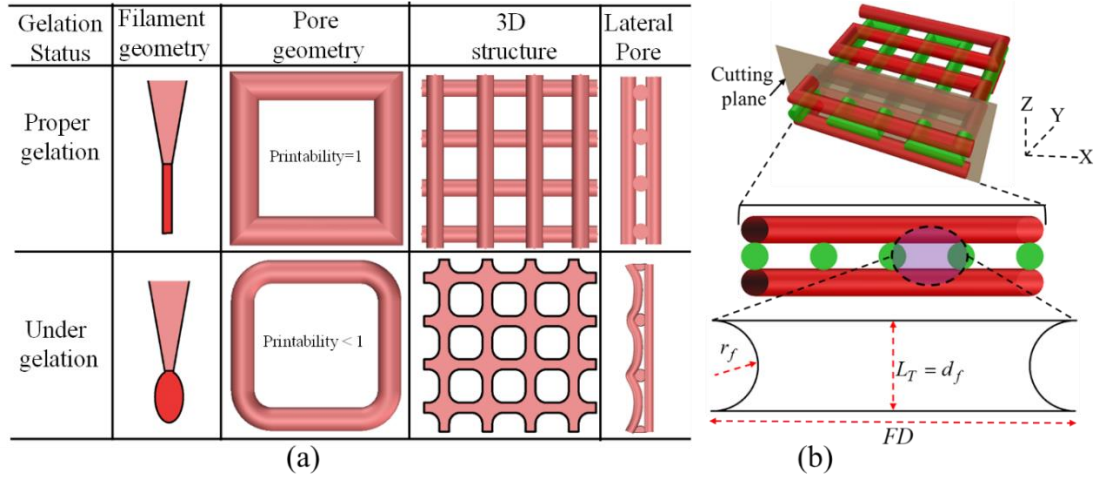 Gelation Status
Filament geometry
Pore geometry
3D structure
Lateral Pore
Proper gelation
Printability=1
Under gelation
Printability < 1
(a)
Cutting plane
Z
Y
X
r_f
L_T = d_f
FD
(b)